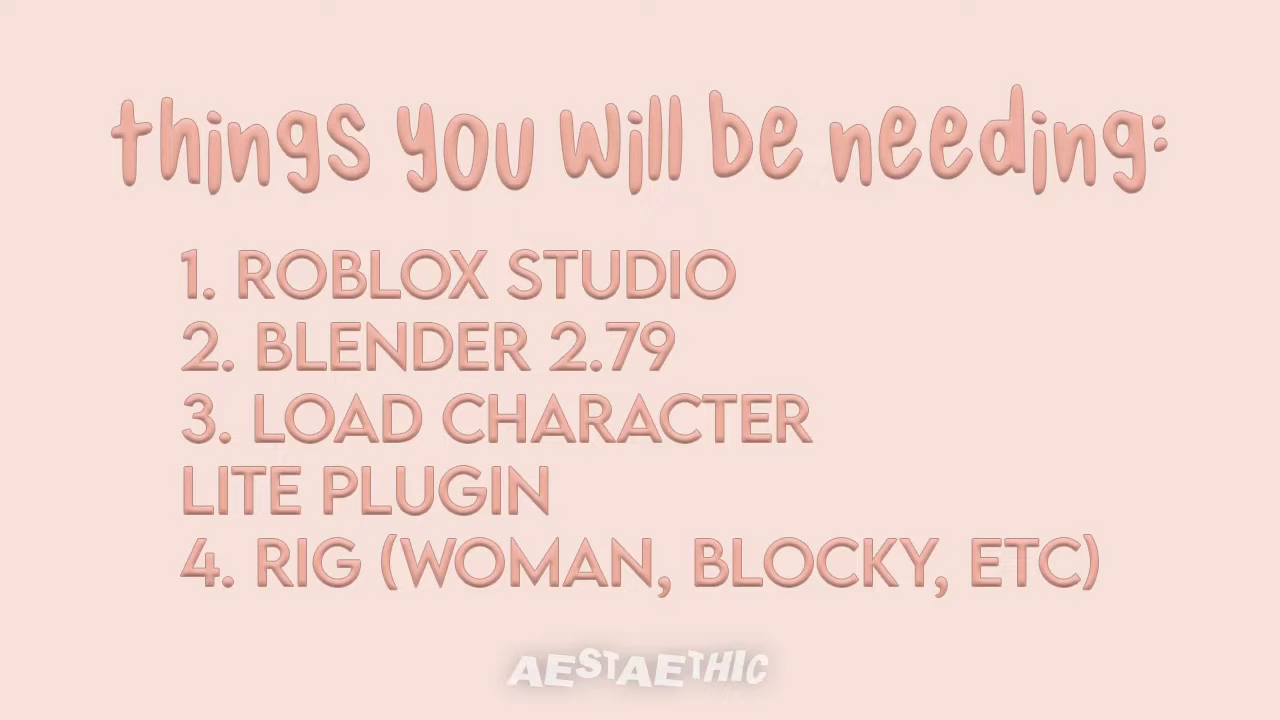 things you will be needing:
1. ROBLOX STUDIO
2. BLENDER 2.79
3. LOAD CHARACTER
LITE PLUGIN
4. RIG (WOMAN, BLOCKY, ETC)
AESTAETHIC